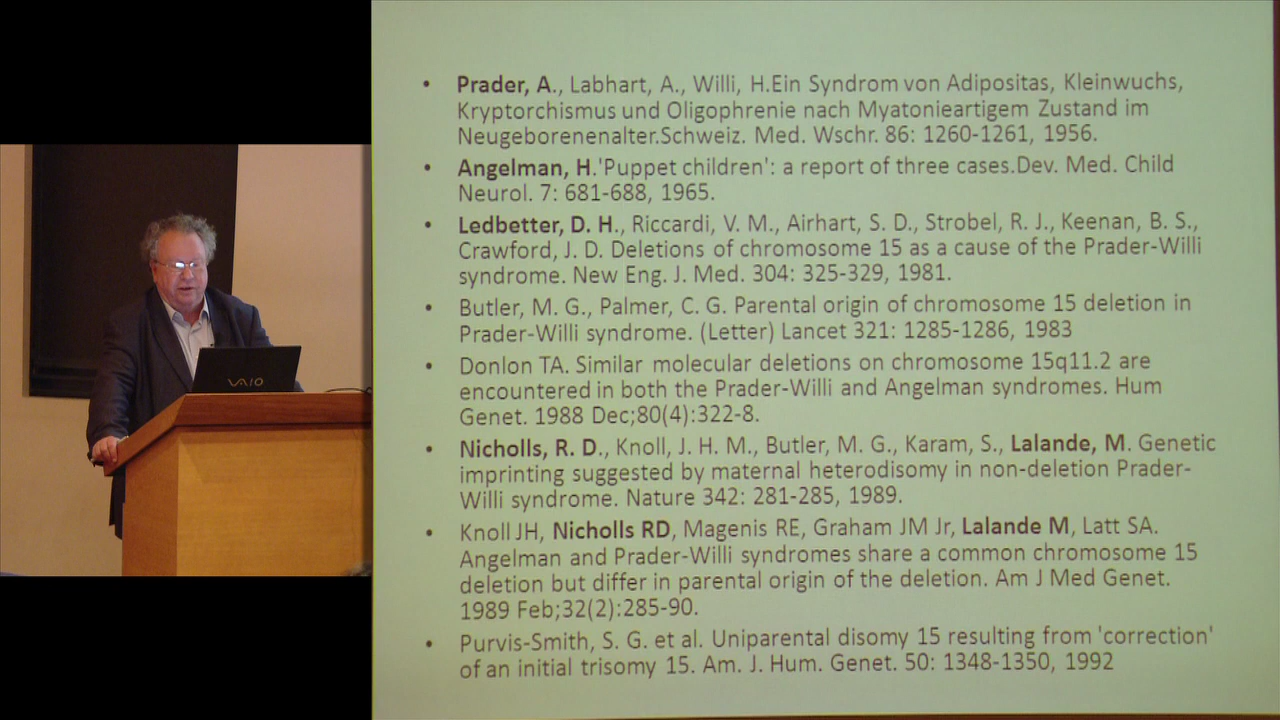 VAIO
• Prader, A., Labhart, A., Willi, H.Ein Syndrom von Adipositas, Kleinwuchs,
Kryptorchismus und Oligophrenie nach Myatonieartigem Zustand im
Neugeborenenalter.Schweiz. Med. Wschr. 86: 1260-1261, 1956.
• Angelman, H.'Puppet children': a report of three cases.Dev. Med. Child
Neurol. 7: 681-688, 1965.
• Ledbetter, D. H., Riccardi, V. M., Airhart, S. D., Strobel, R. J., Keenan, B. S.,
Crawford, J. D. Deletions of chromosome 15 as a cause of the Prader-Willi
syndrome. New Eng. J. Med. 304: 325-329, 1981.
• Butler, M. G., Palmer, C. G. Parental origin of chromosome 15 deletion in
Prader-Willi syndrome. (Letter) Lancet 321: 1285-1286, 1983
• Donlon TA. Similar molecular deletions on chromosome 15q11.2 are
encountered in both the Prader-Willi and Angelman syndromes. Hum
Genet. 1988 Dec;80(4):322-8.
• Nicholls, R. D., Knoll, J. H. M., Butler, M. G., Karam, S., Lalande, M. Genetic
imprinting suggested by maternal heterodisomy in non-deletion Prader-
Willi syndrome. Nature 342: 281-285, 1989.
• Knoll JH, Nicholls RD, Magenis RE, Graham JM Jr, Lalande M, Latt SA.
Angelman and Prader-Willi syndromes share a common chromosome 15
deletion but differ in parental origin of the deletion. Am J Med Genet.
1989 Feb;32(2):285-90.
• Purvis-Smith, S. G. et al. Uniparental disomy 15 resulting from 'correction'
of an initial trisomy 15. Am. J. Hum. Genet. 50: 1348-1350, 1992